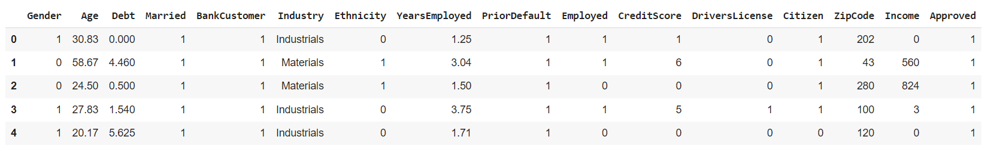 Gender Age Debt Married BankCustomer Industry Ethnicity YearsEmployed PriorDefault Employed CreditScore DriversLicense Citizen ZipCode Income Approved
0 1 30.83 0.000 1 1 Industrials 0 1.25 1 1 1 0 1 202 0 1
1 0 58.67 4.460 1 1 Materials 1 3.04 1 1 6 0 1 43 560 1
2 0 24.50 0.500 1 1 Materials 1 1.50 1 0 0 0 1 280 824 1
3 1 27.83 1.540 1 1 Industrials 0 3.75 1 1 5 1 1 100 3 1
4 1 20.17 5.625 1 1 Industrials 0 1.71 1 0 0 0 0 120 0 1